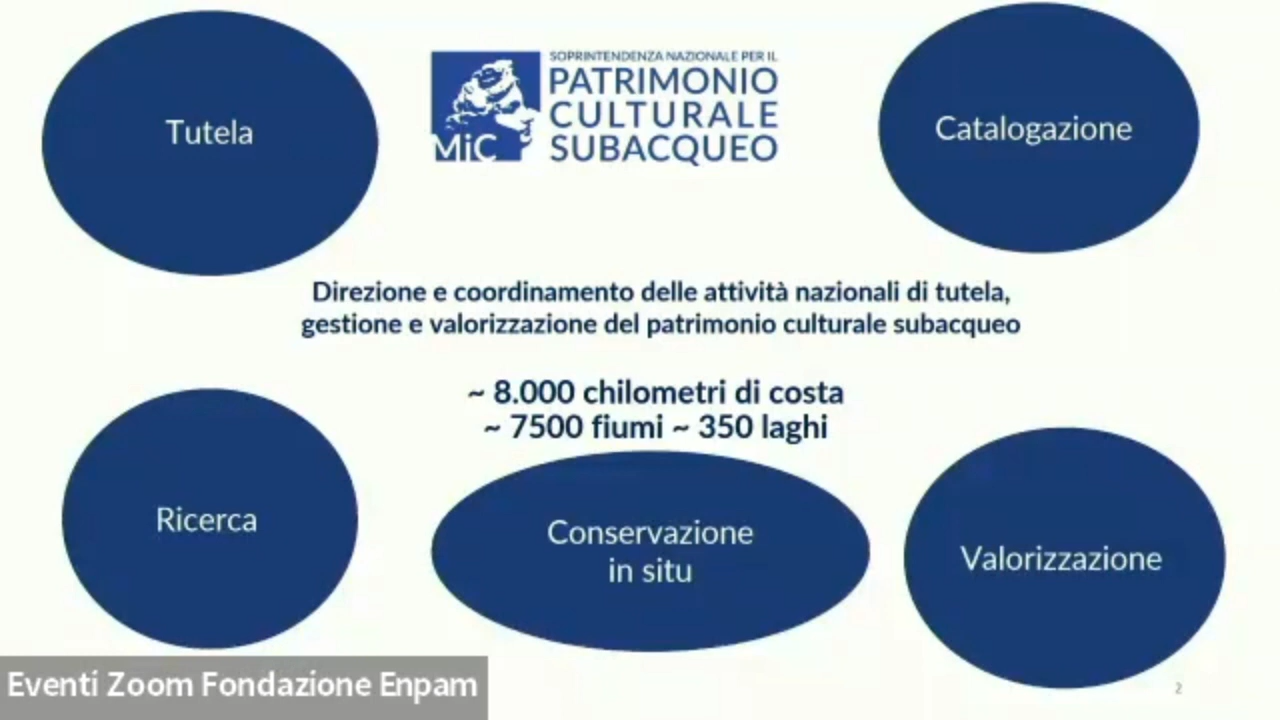 Tutela
SOPRINTENDENZA NAZIONALE PER IL
PATRIMONIO
CULTURALE
SUBACQUEO
MiC
Catalogazione
Direzione e coordinamento delle attività nazionali di tutela,
gestione e valorizzazione del patrimonio culturale subacqueo
~ 8.000 chilometri di costa
~ 7500 fiumi ~ 350 laghi
Ricerca
Conservazione
in situ
Valorizzazione
Eventi Zoom Fondazione Enpam
2